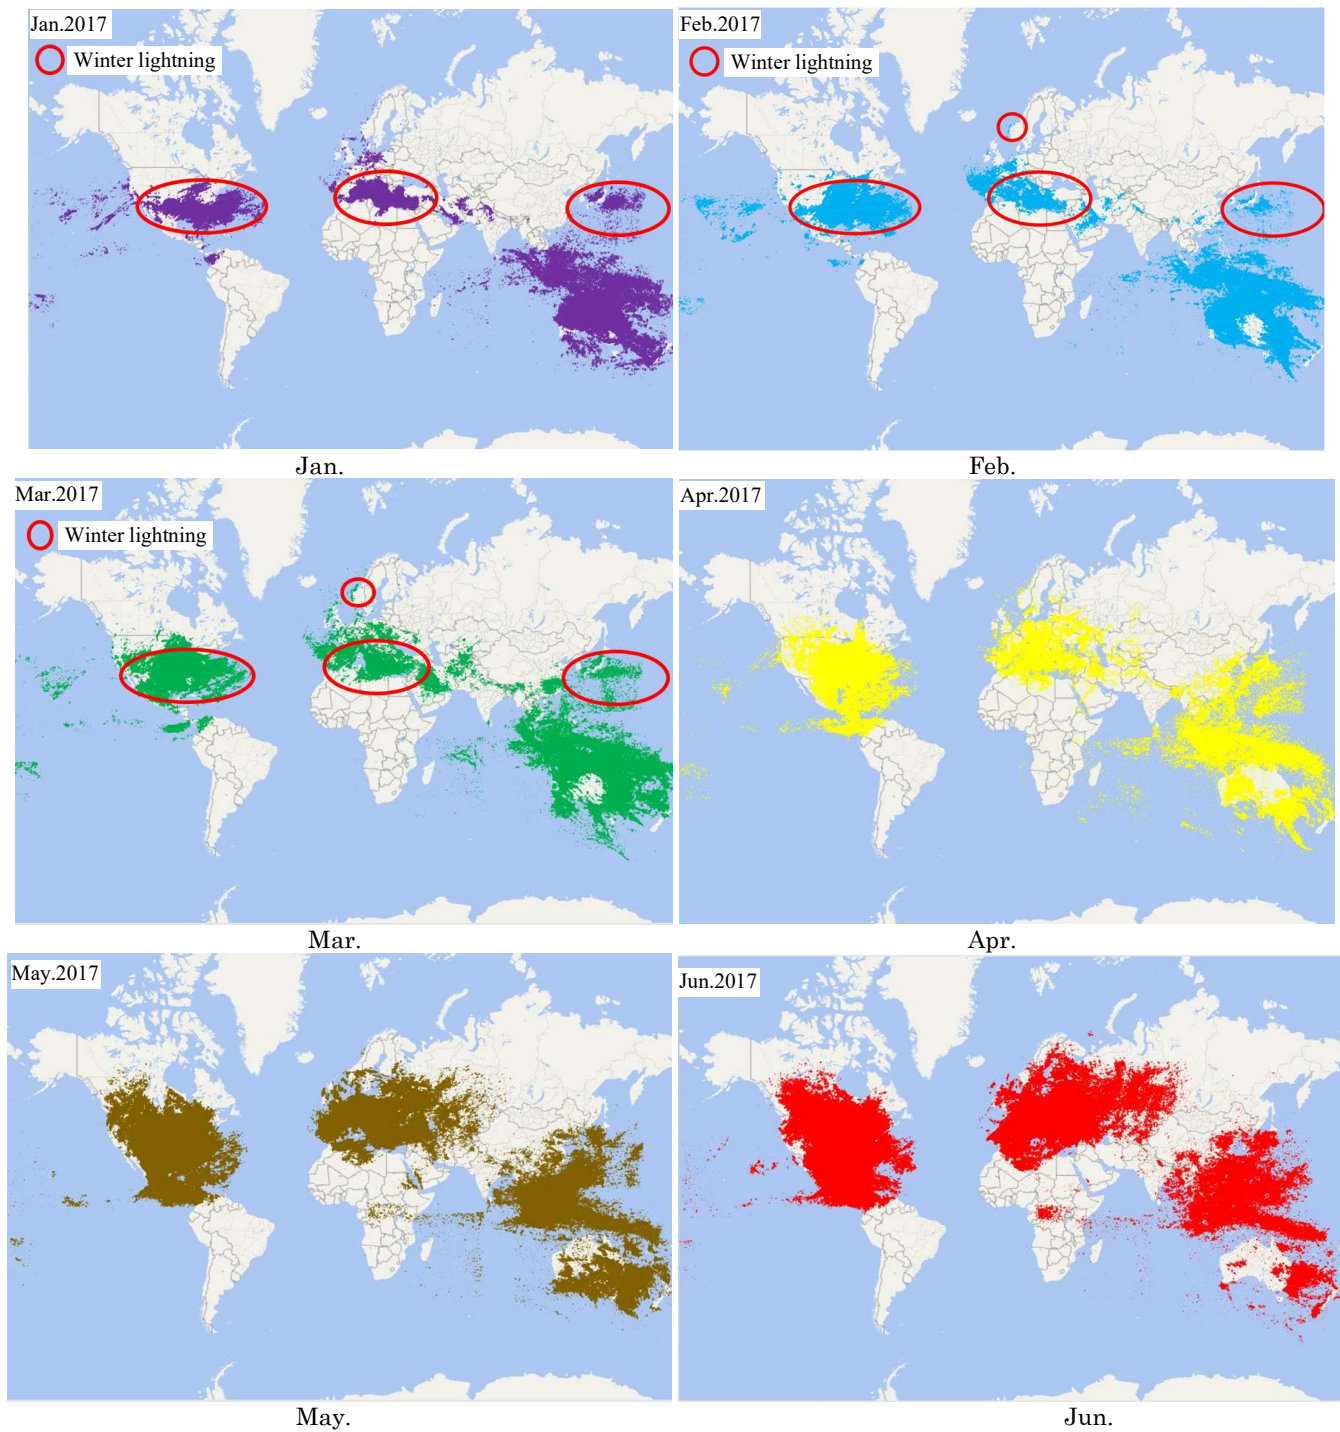 Jan.2017
Winter lightning
Feb.2017
Winter lightning
Jan.
Feb.
Mar.2017
Winter lightning
Apr.2017
Mar.
Apr.
May.2017
Jun.2017
May.
Jun.